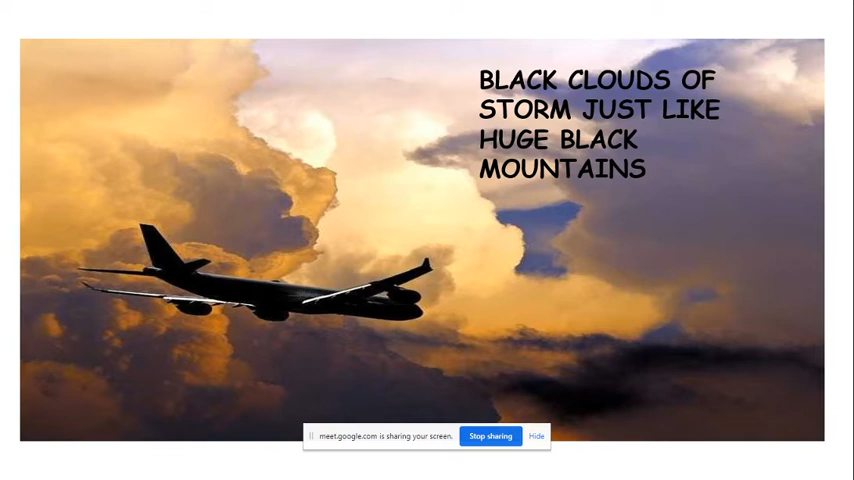 BLACK CLOUDS OF
STORM JUST LIKE
HUGE BLACK
MOUNTAINS
meet.google.com is sharing your screen. Stop sharing Hide